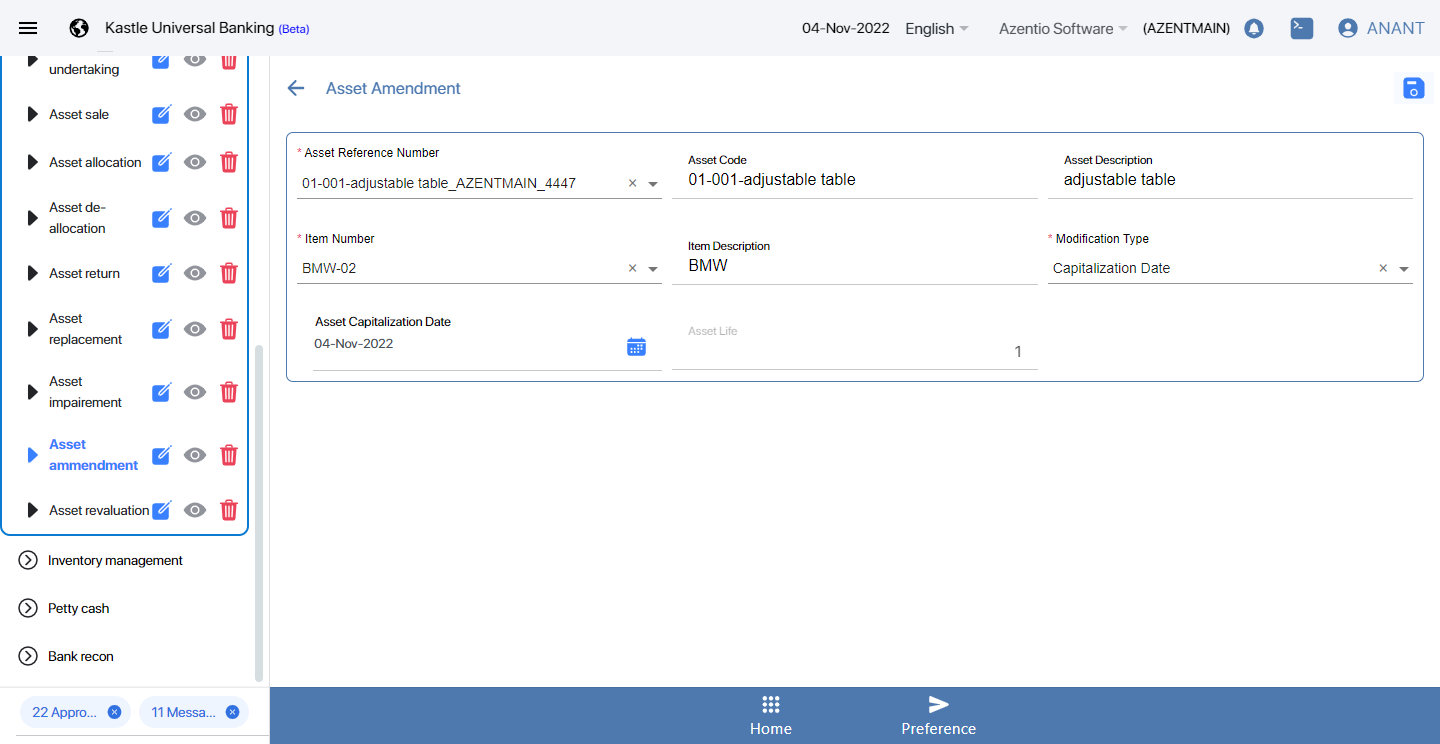 Kastle Universal Banking (Beta)
04-Nov-2022
English
Azentio Software
(AZENTMAIN)
ANANT
undertaking
Asset sale
Asset allocation
Asset de-
allocation
Asset return
Asset
replacement
Asset
impairement
Asset
ammendment
Asset revaluation
Inventory management
Petty cash
Bank recon
22 Appro...
11 Messa...
Asset Amendment
* Asset Reference Number
01-001-adjustable table_AZENTMAIN_4447
Asset Code
01-001-adjustable table
Asset Description
adjustable table
* Item Number
BMW-02
Item Description
BMW
* Modification Type
Capitalization Date
Asset Capitalization Date
04-Nov-2022
Asset Life
1
Home
Preference